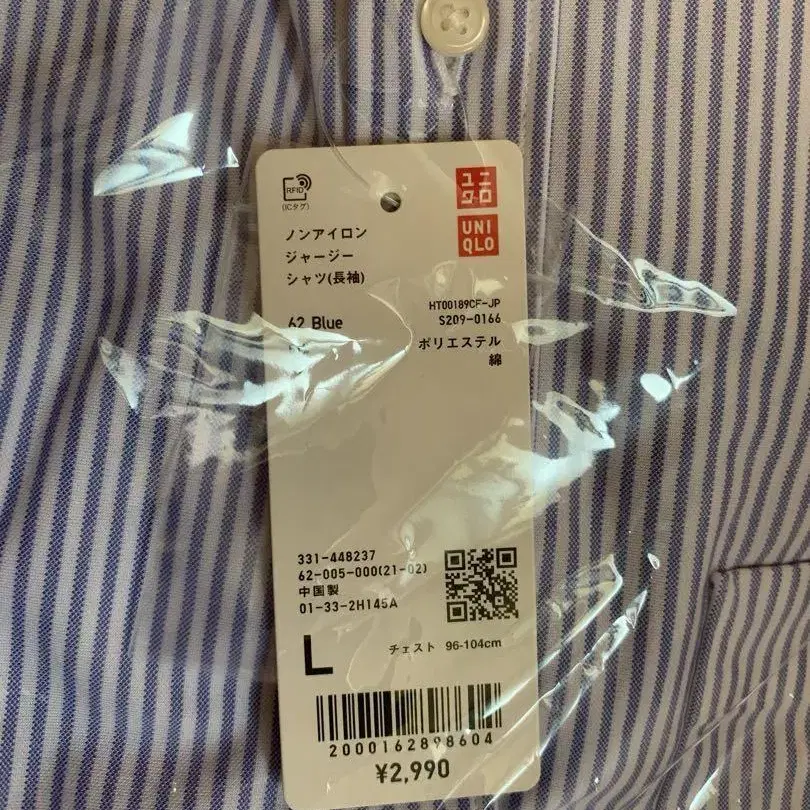 RFID
(ICタグ)
ユニ
クロ
UNI
QLO
ノンアイロン
ジャージー
シャツ(長袖)
HT00189CF-JP
62 Blue
S209-0166
ポリエステル
綿
331-448237
62-005-000(21-02)
中国製
01-33-2H145A
L
チェスト 96-104cm
¥2,990